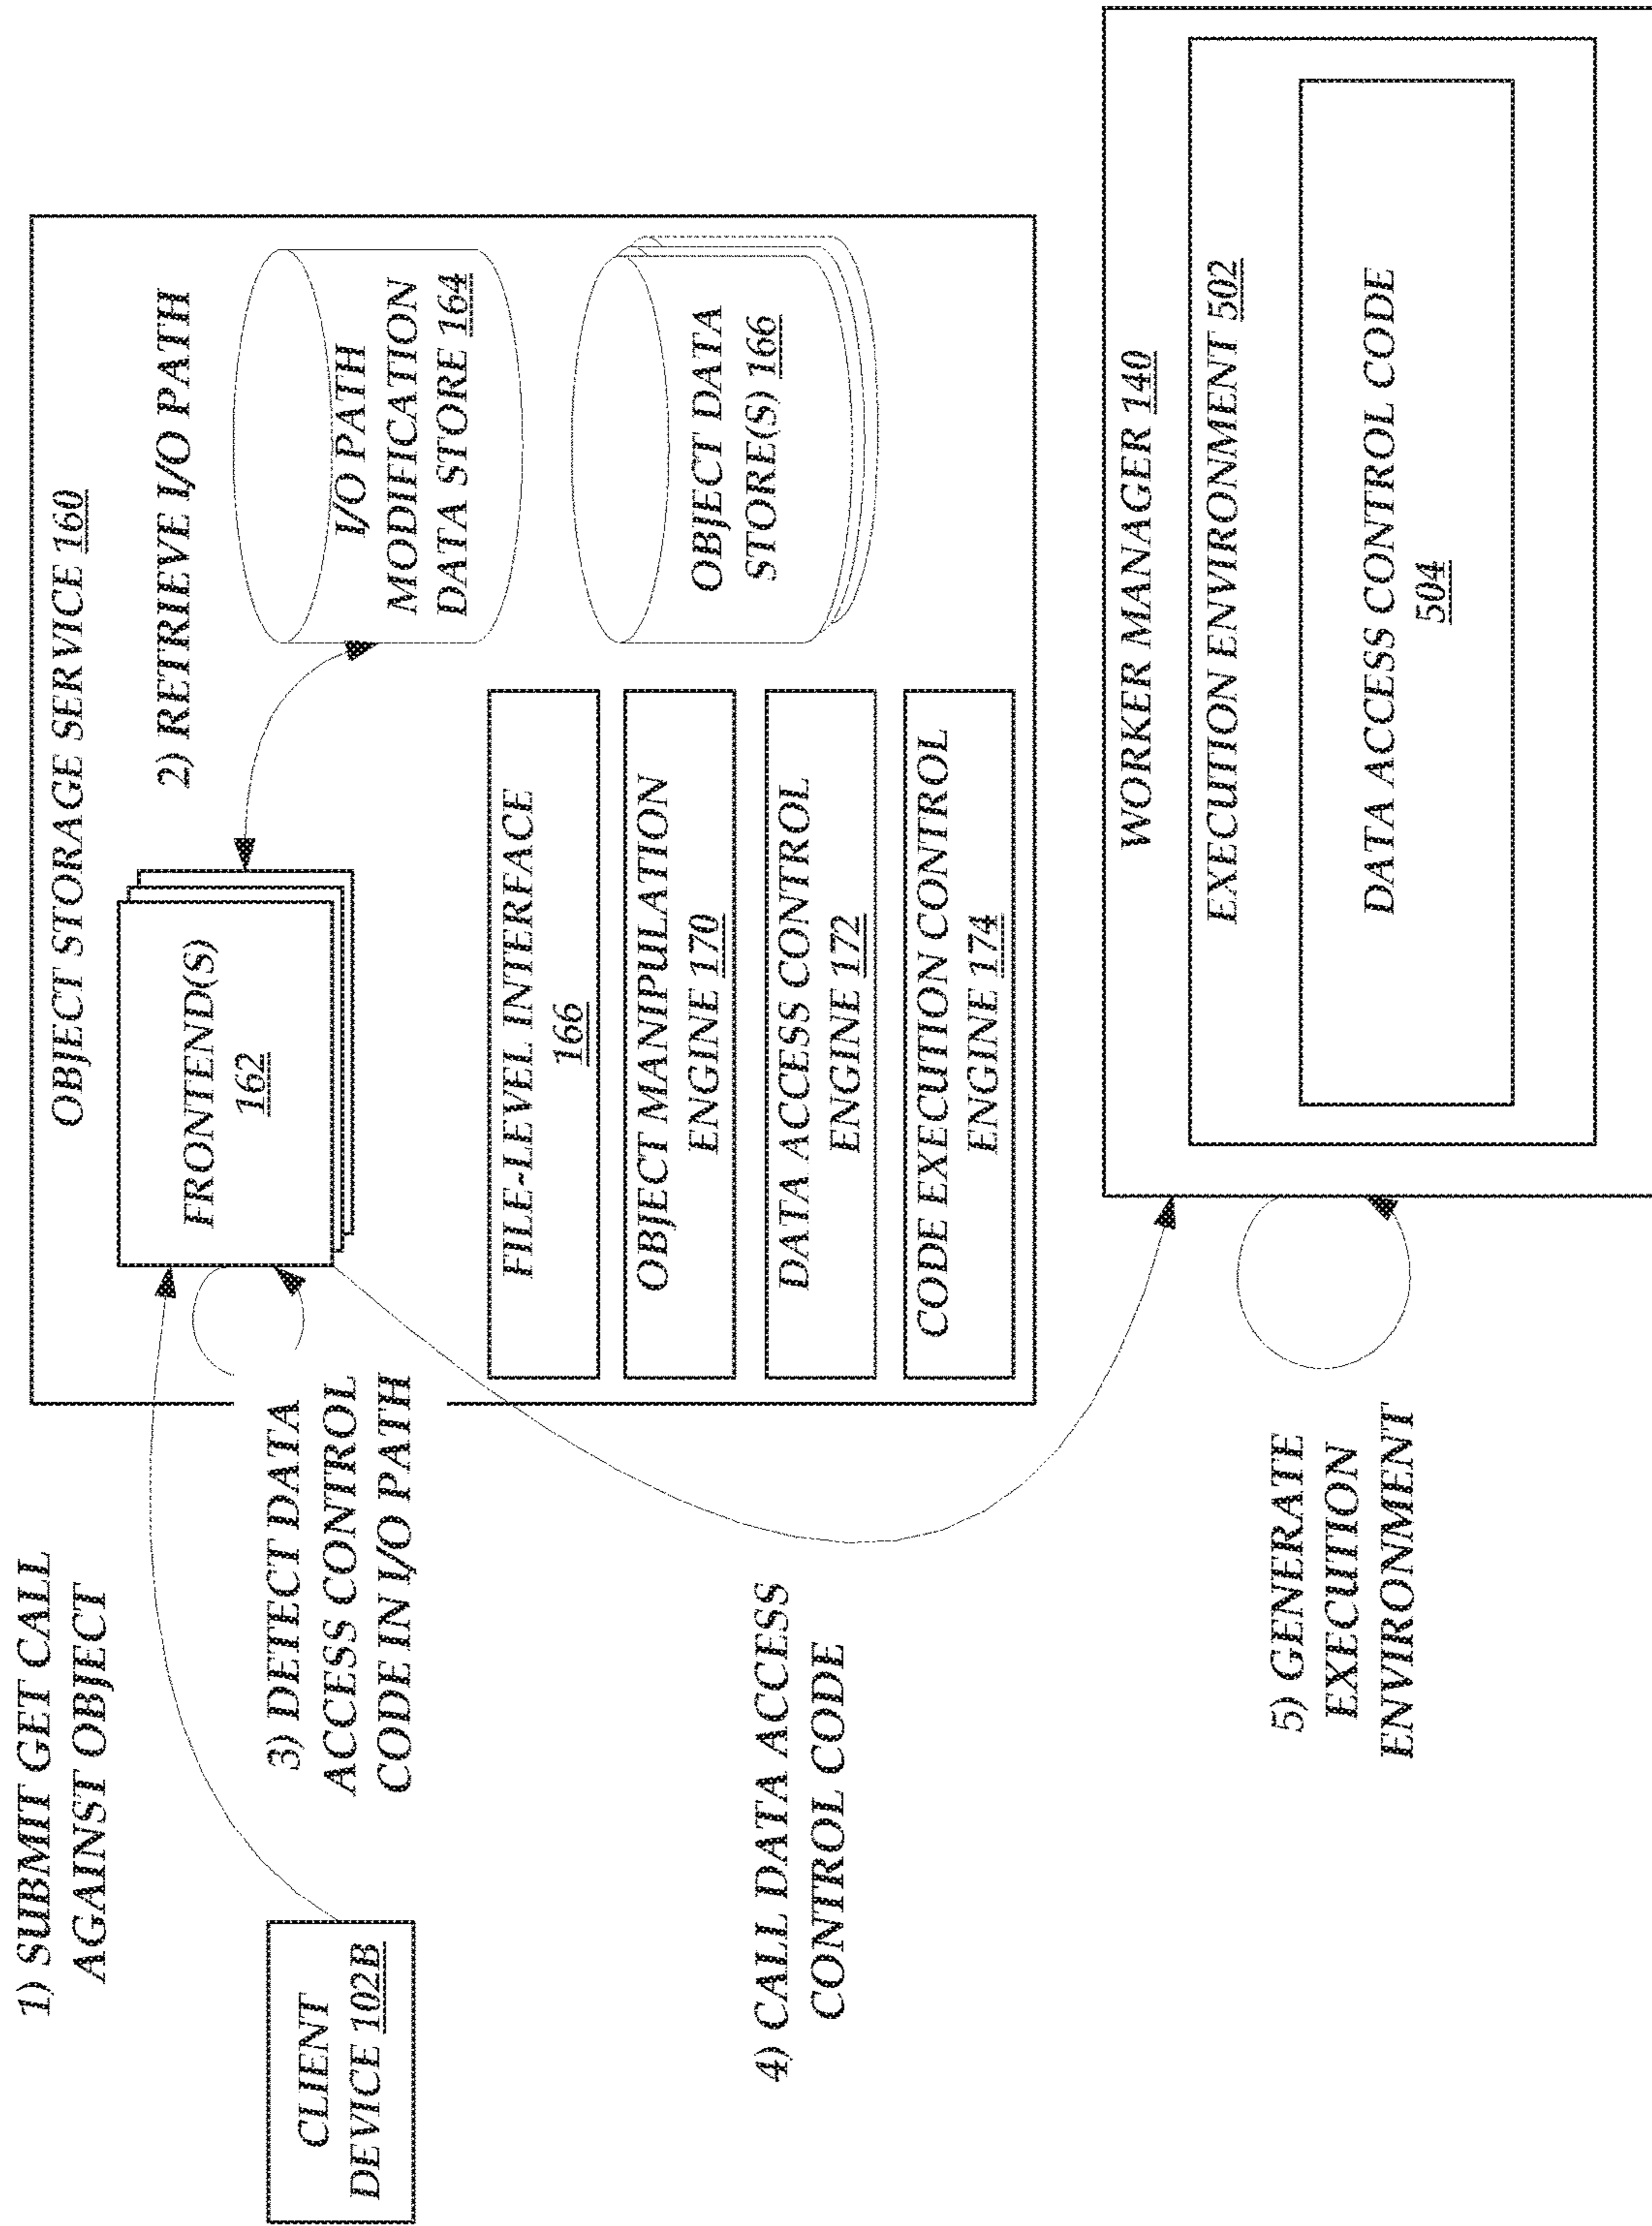 1) SUBMIT GET CALL
AGAINST OBJECT
CLIENT
DEVICE 102B
3) DETECT DATA
ACCESS CONTROL
CODE IN I/O PATH
4) CALL DATA ACCESS
CONTROL CODE
OBJECT STORAGE SERVICE 160
FRONTEND(S)
162
2) RETRIEVE I/O PATH
I/O PATH
MODIFICATION
DATA STORE 164
OBJECT DATA
STORE(S) 166
FILE-LEVEL INTERFACE
166
OBJECT MANIPULATION
ENGINE 170
DATA ACCESS CONTROL
ENGINE 172
CODE EXECUTION CONTROL
ENGINE 174
5) GENERATE
EXECUTION
ENVIRONMENT
WORKER MANAGER 140
EXECUTION ENVIRONMENT 502
DATA ACCESS CONTROL CODE
504